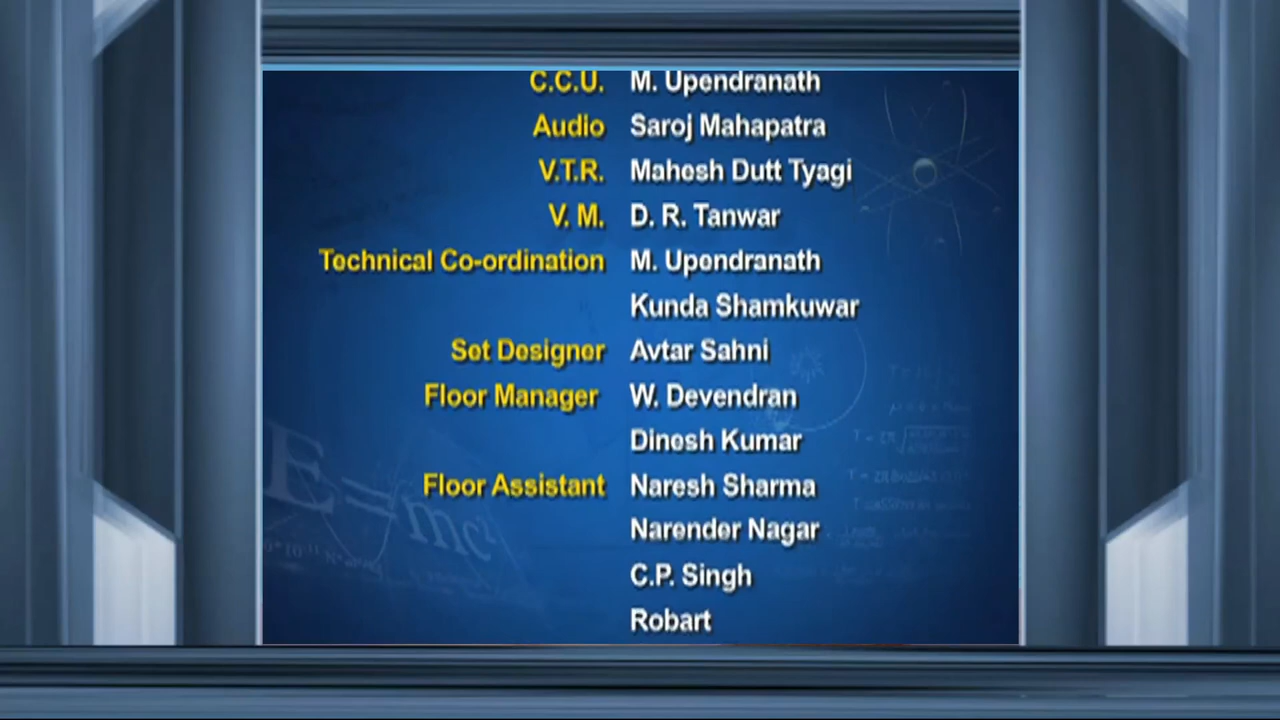 C.C.U. M. Upendranath
Audio Saroj Mahapatra
V.T.R. Mahesh Dutt Tyagi
V. M. D. R. Tanwar
Technical Co-ordination M. Upendranath
Kunda Shamkuwar
Set Designer Avtar Sahni
Floor Manager W. Devendran
Dinesh Kumar
Floor Assistant Naresh Sharma
Narender Nagar
C.P. Singh
Robart
E=mc²